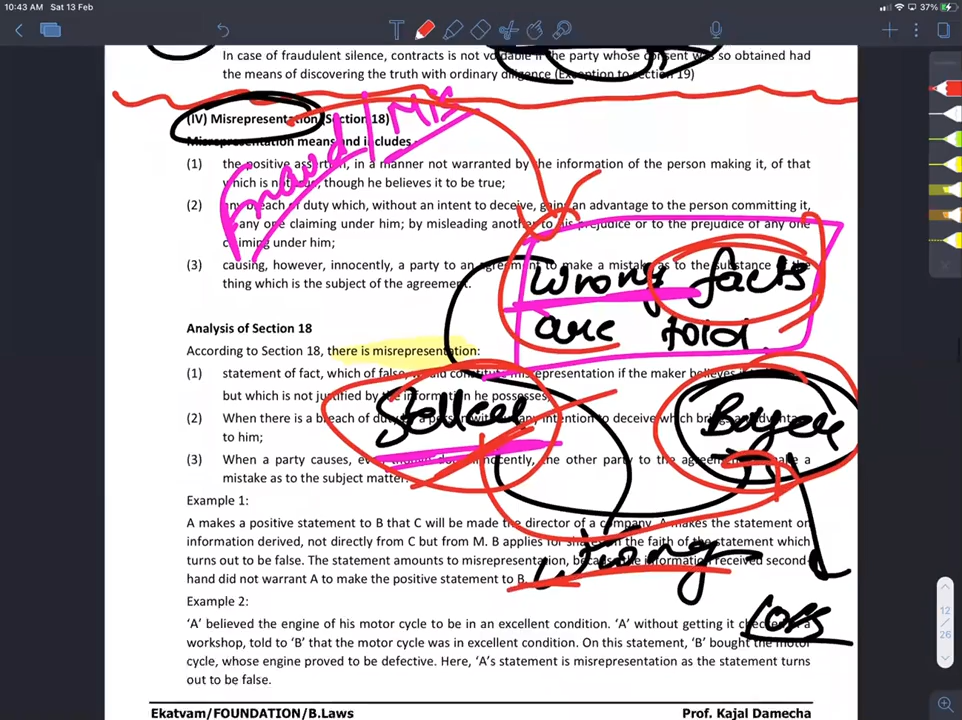 10:43 AM Sat 13 Feb
37%
In case of fraudulent silence, contracts is not voidable if the party whose consent was so obtained had
the means of discovering the truth with ordinary diligence (Exception to section 19)
(IV) Misrepresentation (Section 18)
Misrepresentation means and includes -
Fraud / Mis
(1) the positive assertion, in a manner not warranted by the information of the person making it, of that
which is not true, though he believes it to be true;
(2) any breach of duty which, without an intent to deceive, gains an advantage to the person committing it,
any one claiming under him; by misleading another to his prejudice or to the prejudice of any one
claiming under him;
(3) causing, however, innocently, a party to an agreement to make a mistake as to the substance of the
thing which is the subject of the agreement.
Wrong facts
are told
Analysis of Section 18
According to Section 18, there is misrepresentation:
(1) statement of fact, which of false, would constitute misrepresentation if the maker believes it
but which is not justified by the information he possesses;
Seller
Buyer
(2) When there is a breach of duty by a person without any intention to deceive which brings an advantage
to him;
(3) When a party causes, even though done innocently, the other party to the agreement to make a
mistake as to the subject matter.
Example 1:
A makes a positive statement to B that C will be made the director of a company. A makes the statement on
information derived, not directly from C but from M. B applies for shares on the faith of the statement which
turns out to be false. The statement amounts to misrepresentation, because the information received second-
hand did not warrant A to make the positive statement to B.
Wrong
Loss
Example 2:
‘A’ believed the engine of his motor cycle to be in an excellent condition. ‘A’ without getting it checked in a
workshop, told to ‘B’ that the motor cycle was in excellent condition. On this statement, ‘B’ bought the motor
cycle, whose engine proved to be defective. Here, ‘A’s statement is misrepresentation as the statement turns
out to be false.
12
/
26
Ekatvam/FOUNDATION/B.Laws Prof. Kajal Damecha